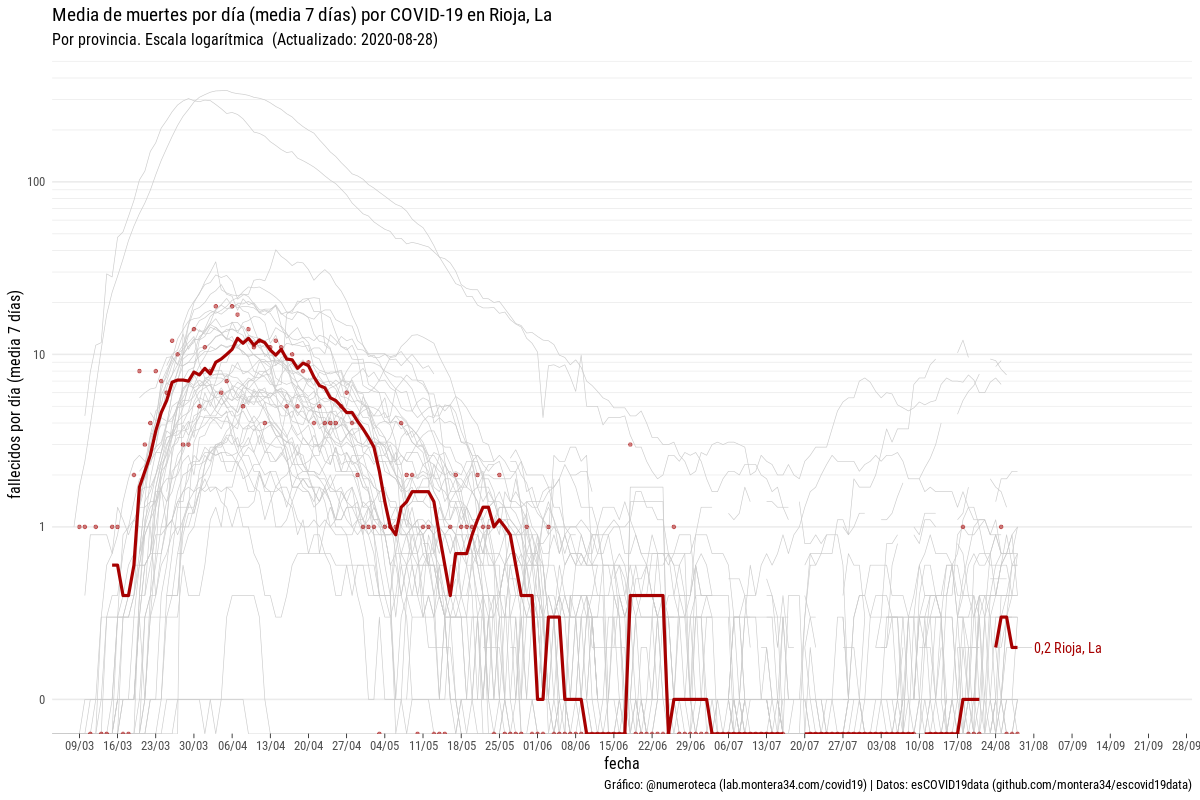 Media de muertes por día (media 7 días) por COVID-19 en Rioja, La
Por provincia. Escala logarítmica (Actualizado: 2020-08-28)
fallecidos por día (media 7 días)
100
10
1
0
0,2 Rioja, La
09/03 16/03 23/03 30/03 06/04 13/04 20/04 27/04 04/05 11/05 18/05 25/05 01/06 08/06 15/06 22/06 29/06 06/07 13/07 20/07 27/07 03/08 10/08 17/08 24/08 31/08 07/09 14/09 21/09 28/09
fecha
Gráfico: @numeroteca (lab.montera34.com/covid19) | Datos: esCOVID19data (github.com/montera34/escovid19data)